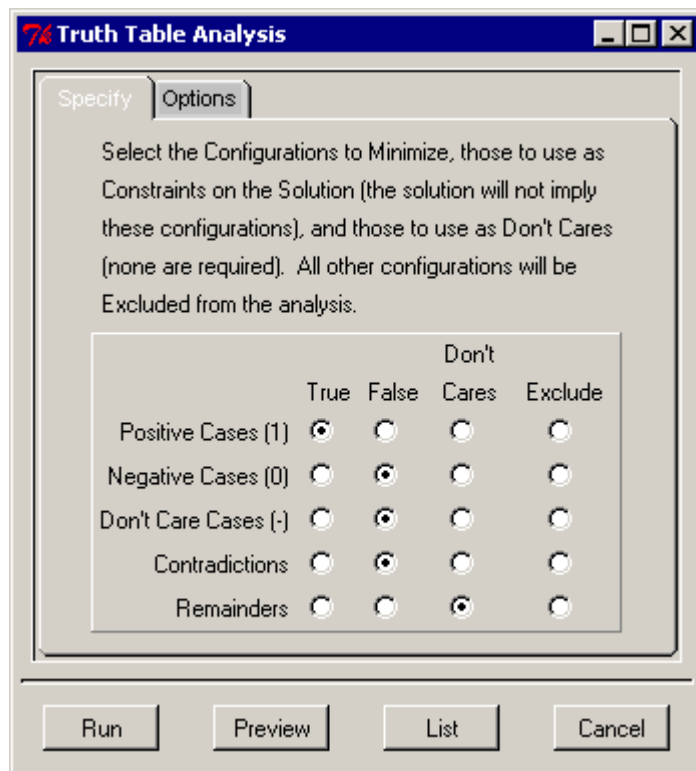 Truth Table Analysis
Specify Options
Select the Configurations to Minimize, those to use as
Constraints on the Solution (the solution will not imply
these configurations), and those to use as Don't Cares
(none are required).  All other configurations will be
Excluded from the analysis.
Don't
True False Cares Exclude
Positive Cases (1)
Negative Cases (0)
Don't Care Cases (-)
Contradictions
Remainders
Run Preview List Cancel